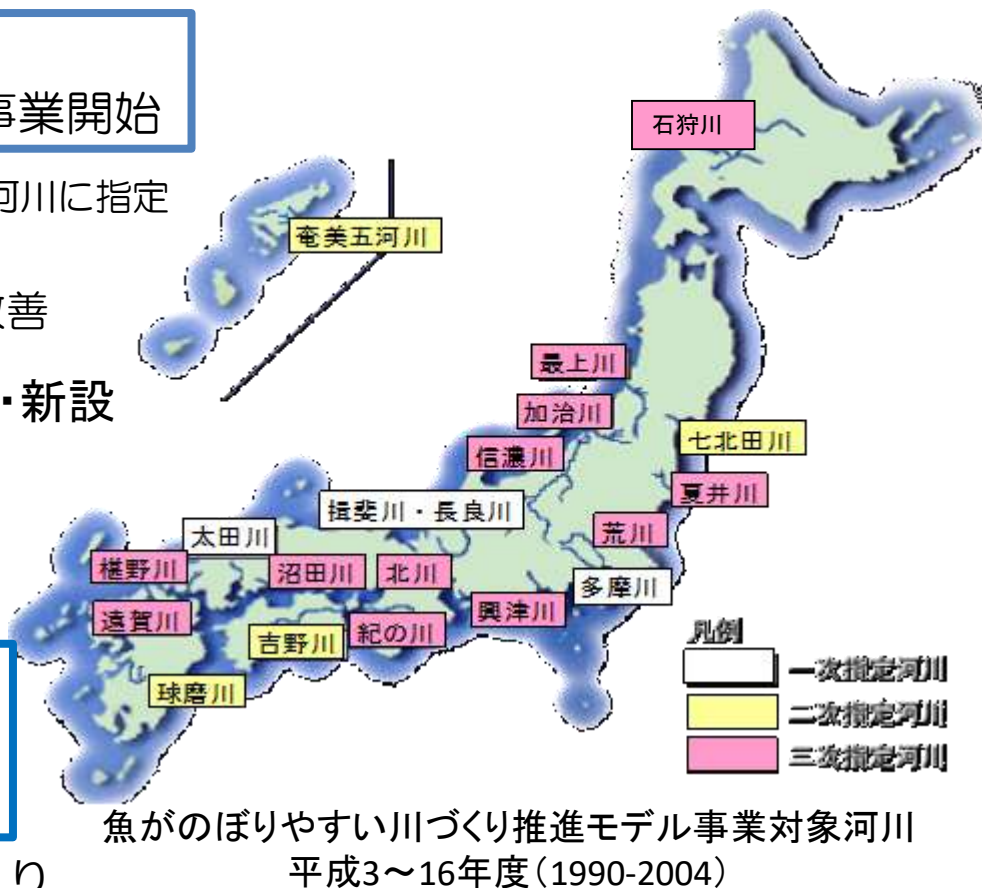 事業開始
河川に指定
改善
・新設
石狩川
奄美五河川
最上川
加治川
七北田川
信濃川
夏井川
揖斐川・長良川
荒川
太田川
椹野川
沼田川
北川
多摩川
遠賀川
興津川
紀の川
吉野川
球磨川
凡例
一次指定河川
二次指定河川
三次指定河川
魚がのぼりやすい川づくり推進モデル事業対象河川
平成3～16年度(1990-2004)
り